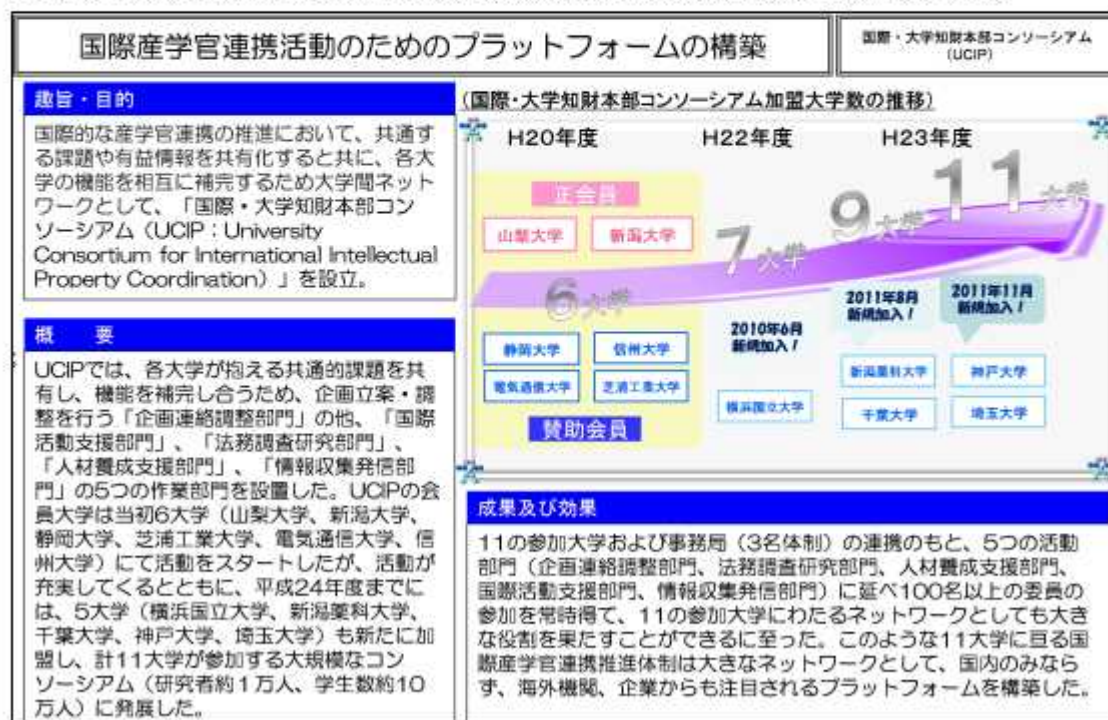 国際産学官連携活動のためのプラットフォームの構築
国際・大学知財本部コンソーシアム
(UCIP)
趣旨・目的
国際的な産学官連携の推進において、共通す
る課題や有益情報を共有化すると共に、各大
学の機能を相互に補完するため大学間ネット
ワークとして、「国際・大学知財本部コン
ソーシアム（UCIP：University
Consortium for International Intellectual
Property Coordination）」を設立。
概　要
UCIPでは、各大学が抱える共通的課題を共
有し、機能を補完し合うため、企画立案・調
整を行う「企画連絡調整部門」の他、「国際
活動支援部門」、「法務調査研究部門」、
「人材養成支援部門」、「情報収集発信部
門」の5つの作業部門を設置した。UCIPの会
員大学は当初6大学（山梨大学、新潟大学、
静岡大学、芝浦工業大学、電気通信大学、信
州大学）にて活動をスタートしたが、活動が
充実してくるとともに、平成24年度までに
は、5大学（横浜国立大学、新潟薬科大学、
千葉大学、神戸大学、埼玉大学）も新たに加
盟し、計11大学が参加する大規模なコン
ソーシアム（研究者約1万人、学生数約10
万人）に発展した。
（国際・大学知財本部コンソーシアム加盟大学数の推移）
H20年度　H22年度　H23年度
正会員
山梨大学　新潟大学
6大学
7大学
9大学
11大学
静岡大学　信州大学
電気通信大学　芝浦工業大学
賛助会員
2010年6月
新規加入！
横浜国立大学
2011年8月
新規加入！
新潟薬科大学
千葉大学
2011年11月
新規加入！
神戸大学
埼玉大学
成果及び効果
11の参加大学および事務局（3名体制）の連携のもと、5つの活動
部門（企画連絡調整部門、法務調査研究部門、人材養成支援部門、
国際活動支援部門、情報収集発信部門）に延べ100名以上の委員の
参加を常時得て、11の参加大学にわたるネットワークとしても大き
な役割を果たすことができるに至った。このような11大学に亘る国
際産学官連携推進体制は大きなネットワークとして、国内のみなら
ず、海外機関、企業からも注目されるプラットフォームを構築した。